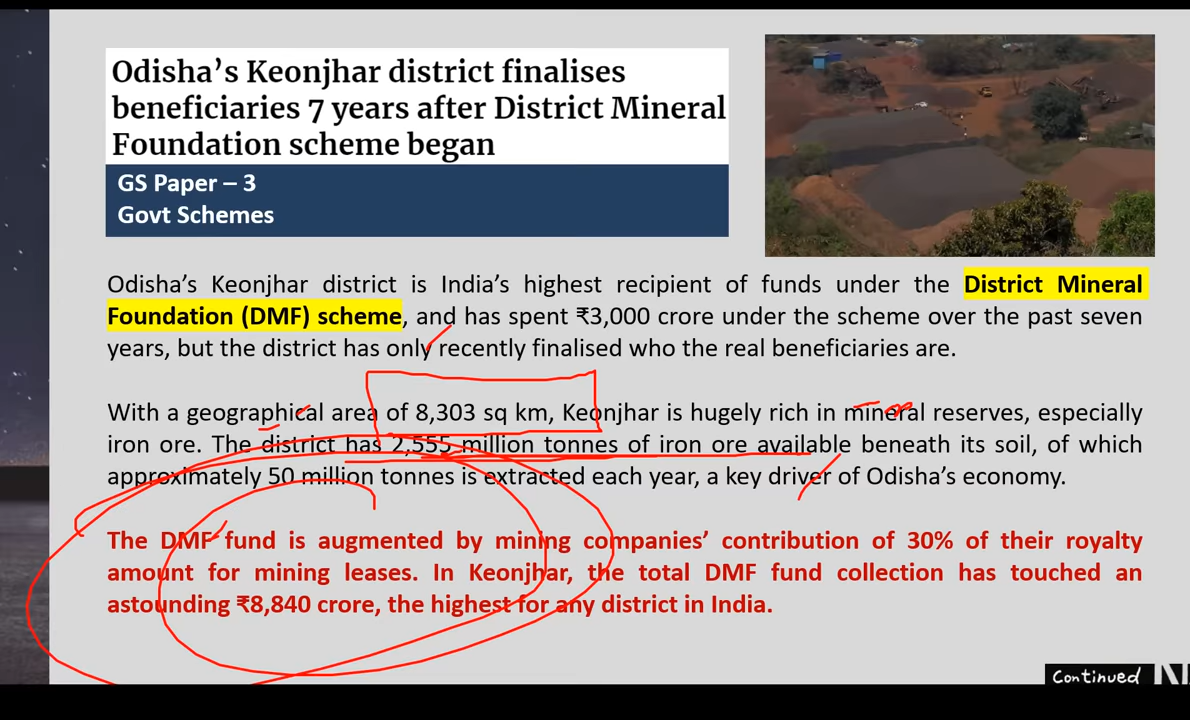 Odisha’s Keonjhar district finalises
beneficiaries 7 years after District Mineral
Foundation scheme began
GS Paper – 3
Govt Schemes
Odisha’s Keonjhar district is India’s highest recipient of funds under the District Mineral
Foundation (DMF) scheme, and has spent ₹3,000 crore under the scheme over the past seven
years, but the district has only recently finalised who the real beneficiaries are.
With a geographical area of 8,303 sq km, Keonjhar is hugely rich in mineral reserves, especially
iron ore. The district has 2,555 million tonnes of iron ore available beneath its soil, of which
approximately 50 million tonnes is extracted each year, a key driver of Odisha’s economy.
The DMF fund is augmented by mining companies’ contribution of 30% of their royalty
amount for mining leases. In Keonjhar, the total DMF fund collection has touched an
astounding ₹8,840 crore, the highest for any district in India.
Continued